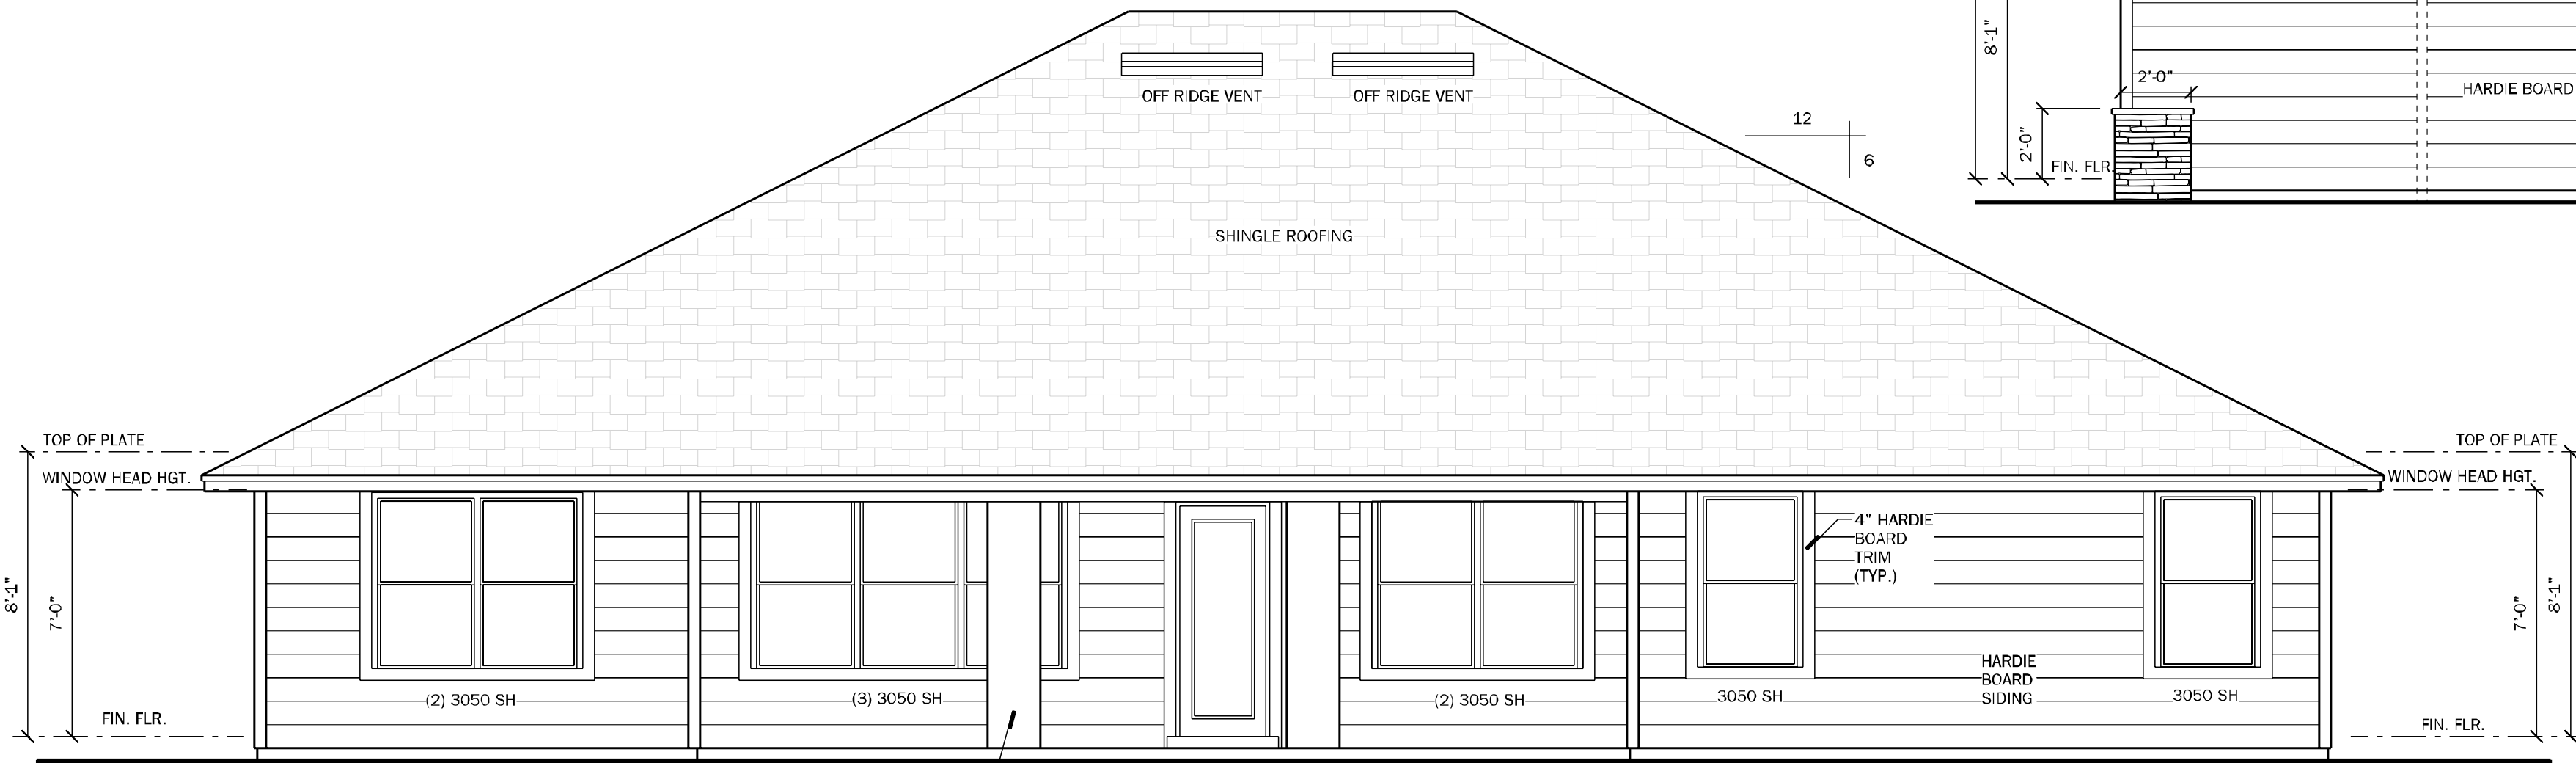 8'-1"
2'-0"
HARDIE BOARD
2'-0"
FIN. FLR.
OFF RIDGE VENT
OFF RIDGE VENT
12
6
SHINGLE ROOFING
TOP OF PLATE
WINDOW HEAD HGT.
8'-1"
7'-0"
FIN. FLR.
(2) 3050 SH
(3) 3050 SH
(2) 3050 SH
3050 SH
4" HARDIE
BOARD
TRIM
(TYP.)
HARDIE
BOARD
SIDING
3050 SH
TOP OF PLATE
WINDOW HEAD HGT.
7'-0"
8'-1"
FIN. FLR.